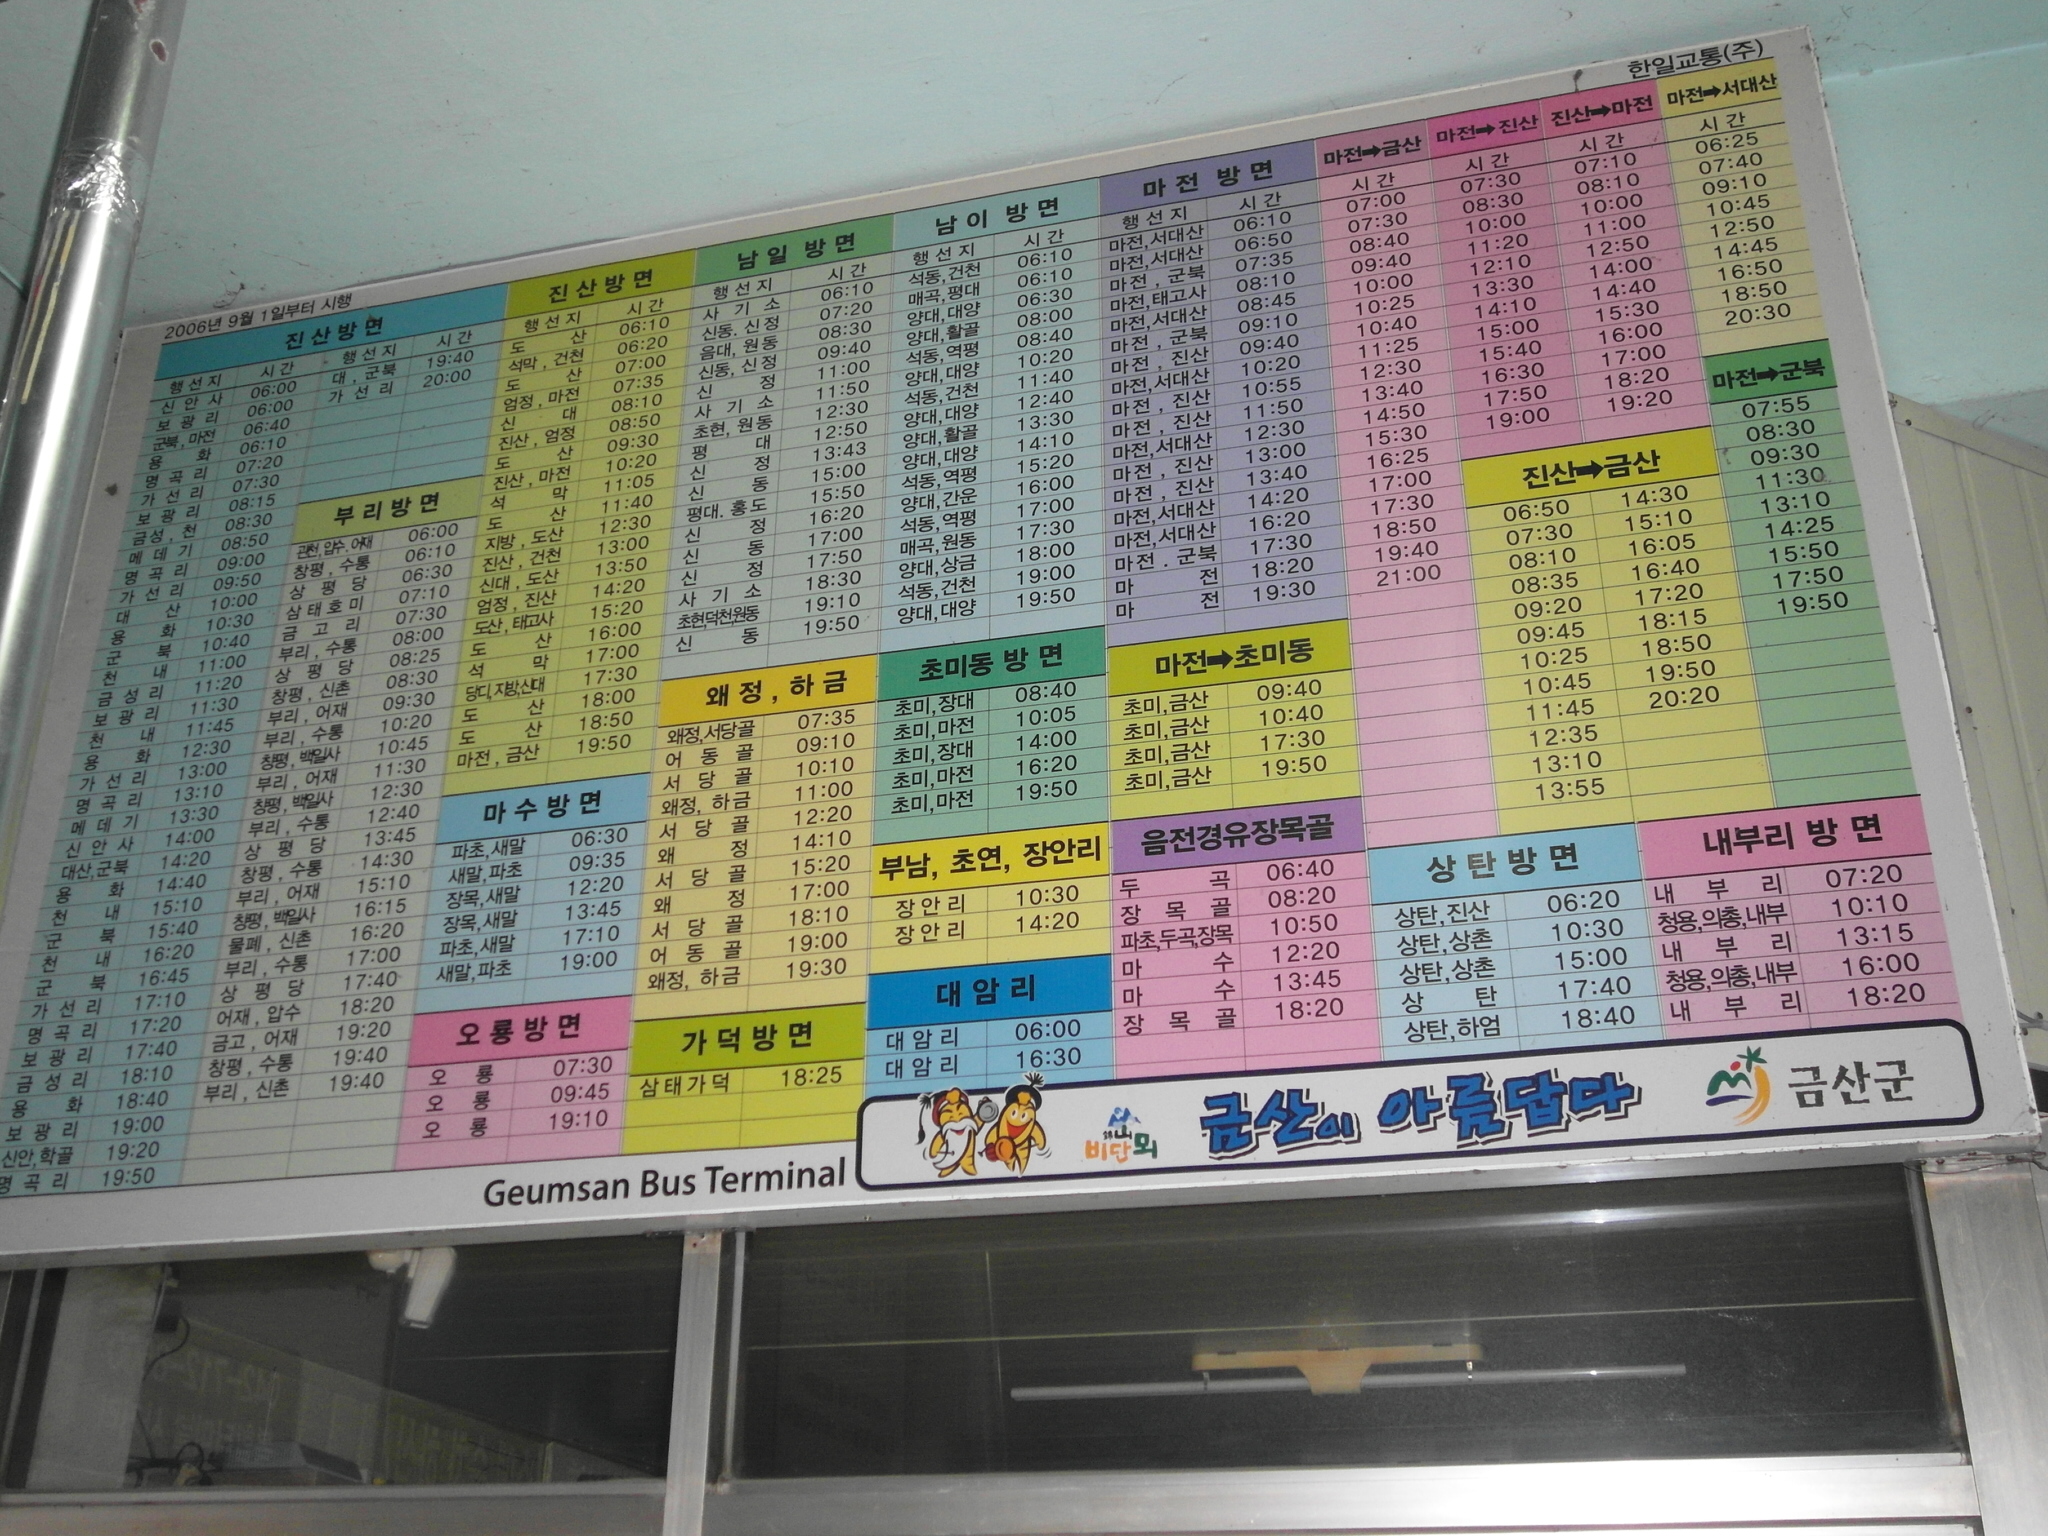 한일교통(주)
2006년 9월 1일부터 시행
진산방면
행선지 시간 행선지 시간
신안사 06:00 대, 군북 19:40
보광리 06:00 가선리 20:00
군북, 마전 06:40
용화 06:10
명곡리 07:20
가선리 07:30
보광리 08:15
금성, 천 08:30
메데기 08:50
명곡리 09:00
가선리 09:50
대산 10:00
용화 10:30
군북 10:40
천내 11:00
금성리 11:20
보광리 11:30
천내 11:45
용화 12:30
가선리 13:00
명곡리 13:10
메데기 13:30
신안사 14:00
대산,군북 14:20
용화 14:40
천내 15:10
군북 15:40
천내 16:20
군북 16:45
가선리 17:10
명곡리 17:20
보광리 17:40
금성리 18:10
용화 18:40
보광리 19:00
신안,학골 19:20
명곡리 19:50
부리방면
관천,압수.어재 06:00
창평, 수통 06:10
상평당 06:30
삼태호미 07:10
금고리 07:30
부리, 수통 08:00
상평당 08:25
창평, 신촌 08:30
부리, 어재 09:30
부리, 수통 10:20
창평, 백일사 10:45
부리, 어재 11:30
창평, 백일사 12:30
부리, 수통 12:40
상평당 13:45
창평, 수통 14:30
부리, 어재 15:10
창평, 백일사 16:15
물페, 신촌 16:20
부리, 수통 17:00
상평당 17:40
어재, 압수 18:20
금고, 어재 19:20
창평, 수통 19:40
부리, 신촌 19:40
진산방면
행선지 시간
도산 06:10
석막, 건천 06:20
도산 07:00
엄정, 마전 07:35
신대 08:10
진산, 엄정 08:50
도산 09:30
진산, 마전 10:20
석막 11:05
도산 11:40
지방, 도산 12:30
진산, 건천 13:00
신대, 도산 13:50
엄정, 진산 14:20
도산, 태고사 15:20
도산 16:00
석막 17:00
당디,지방,신대 17:30
도산 18:00
도산 18:50
마전, 금산 19:50
마수방면
파초,새말 06:30
새말,파초 09:35
장목,새말 12:20
장목,새말 13:45
파초,새말 17:10
새말,파초 19:00
오룡방면
오룡 07:30
오룡 09:45
오룡 19:10
남일방면
행선지 시간
사기소 06:10
신동. 신정 07:20
음대, 원동 08:30
신동, 신정 09:40
신정 11:00
사기소 11:50
초현, 원동 12:30
평대 12:50
신정 13:43
신동 15:00
평대. 홍도 15:50
신정 16:20
신동 17:00
신정 17:50
사기소 18:30
초현,덕천,원동 19:10
신동 19:50
왜정, 하금
왜정,서당골 07:35
어동골 09:10
서당골 10:10
왜정, 하금 11:00
서당골 12:20
왜정 14:10
서당골 15:20
왜정 17:00
서당골 18:10
어동골 19:00
왜정, 하금 19:30
가덕방면
삼태가덕 18:25
남이방면
행선지 시간
석동,건천 06:10
매곡,평대 06:10
양대,대양 06:30
양대,활골 08:00
석동,역평 08:40
양대,대양 10:20
석동,건천 11:40
양대,대양 12:40
양대,활골 13:30
양대,대양 14:10
석동,역평 15:20
양대,간운 16:00
석동,역평 17:00
매곡,원동 17:30
양대,상금 18:00
석동,건천 19:00
양대,대양 19:50
초미동방면
초미,장대 08:40
초미,마전 10:05
초미,장대 14:00
초미,마전 16:20
초미,마전 19:50
부남, 초연, 장안리
장안리 10:30
장안리 14:20
대암리
대암리 06:00
대암리 16:30
마전 방면
행선지 시간
마전,서대산 06:10
마전,서대산 06:50
마전, 군북 07:35
마전,태고사 08:10
마전,서대산 08:45
마전, 군북 09:10
마전, 진산 09:40
마전,서대산 10:20
마전, 진산 10:55
마전, 진산 11:50
마전,서대산 12:30
마전, 진산 13:00
마전, 진산 13:40
마전,서대산 14:20
마전,서대산 16:20
마전. 군북 17:30
마전 18:20
마전 19:30
마전➡초미동
초미,금산 09:40
초미,금산 10:40
초미,금산 17:30
초미,금산 19:50
음전경유장목골
두곡 06:40
장목골 08:20
파초,두곡,장목 10:50
마수 12:20
마수 13:45
장목골 18:20
마전➡금산
시간
07:00
07:30
08:40
09:40
10:00
10:25
10:40
11:25
12:30
13:40
14:50
15:30
16:25
17:00
17:30
18:50
19:40
21:00
마전➡진산
시간
07:30
08:30
10:00
11:20
12:10
13:30
14:10
15:00
15:40
16:30
17:50
19:00
진산➡마전
시간
07:10
08:10
10:00
11:00
12:50
14:00
14:40
15:30
16:00
17:00
18:20
19:20
마전➡서대산
시간
06:25
07:40
09:10
10:45
12:50
14:45
16:50
18:50
20:30
마전➡군북
07:55
08:30
09:30
11:30
13:10
14:25
15:50
17:50
19:50
진산➡금산
06:50 14:30
07:30 15:10
08:10 16:05
08:35 16:40
09:20 17:20
09:45 18:15
10:25 18:50
10:45 19:50
11:45 20:20
12:35
13:10
13:55
상탄방면
상탄,진산 06:20
상탄,상촌 10:30
상탄,상촌 15:00
상탄 17:40
상탄,하엄 18:40
내부리 방면
내부리 07:20
청용,의총,내부 10:10
내부리 13:15
청용,의총,내부 16:00
내부리 18:20
Geumsan Bus Terminal
비단뫼
금산이 아름답다
금산군